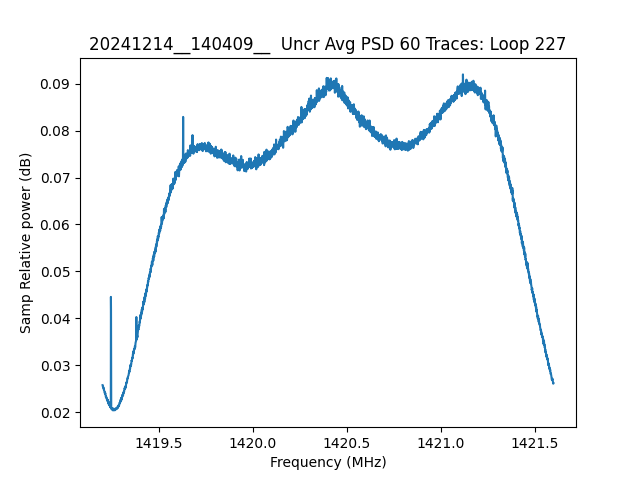 20241214__140409__  Uncr Avg PSD 60 Traces: Loop 227
0.09
0.08
0.07
0.06
0.05
0.04
0.03
0.02
Samp Relative power (dB)
1419.5 1420.0 1420.5 1421.0 1421.5
Frequency (MHz)